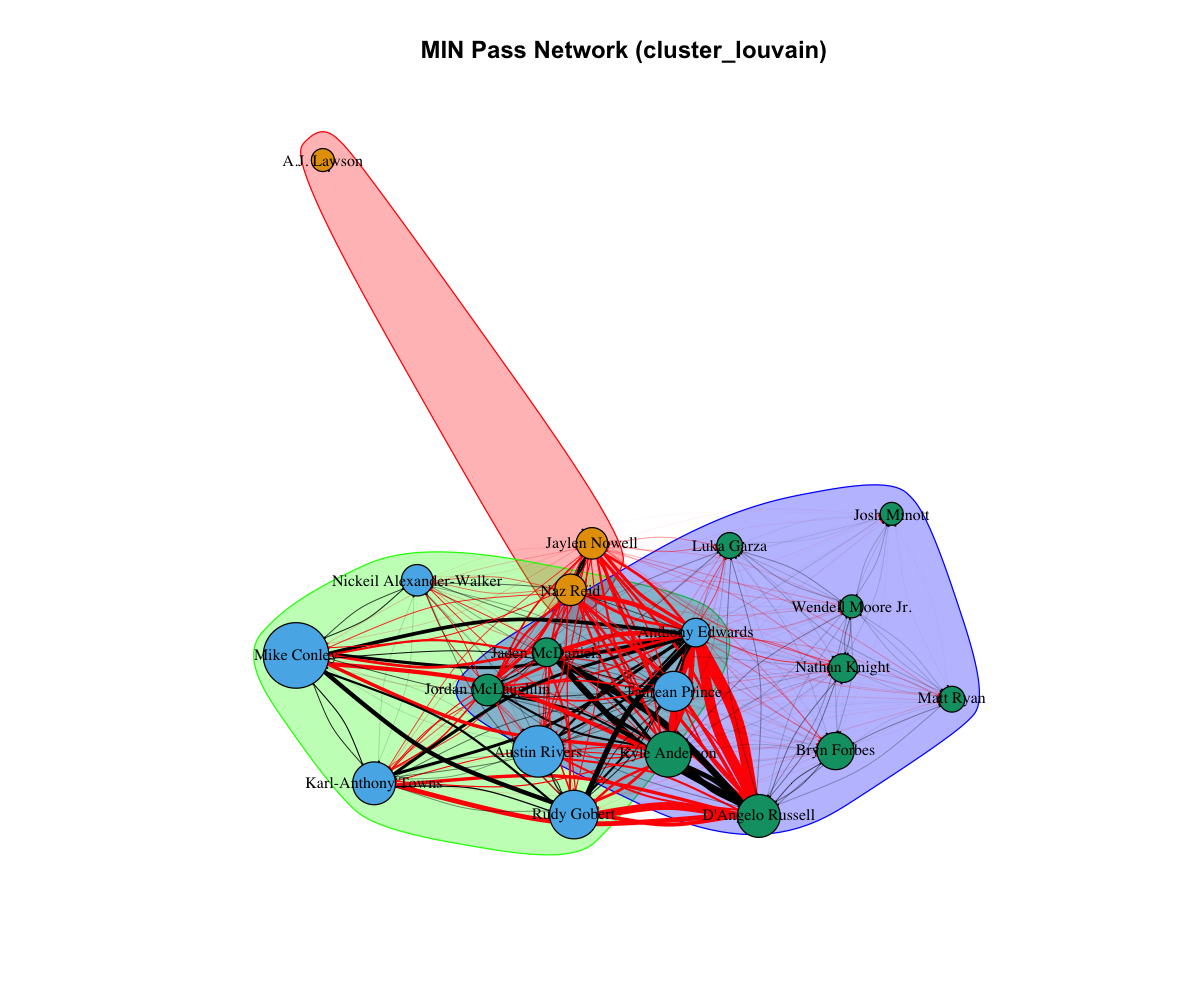 MIN Pass Network (cluster_louvain)
A.J. Lawson
Josh Minott
Jaylen Nowell
Luka Garza
Nickeil Alexander-Walker
Naz Reid
Wendell Moore Jr.
Anthony Edwards
Jaden McDaniels
Mike Conley
Nathan Knight
Jordan McLaughlin
Taurean Prince
Matt Ryan
Austin Rivers
Kyle Anderson
Bryn Forbes
Karl-Anthony Towns
Rudy Gobert
D'Angelo Russell